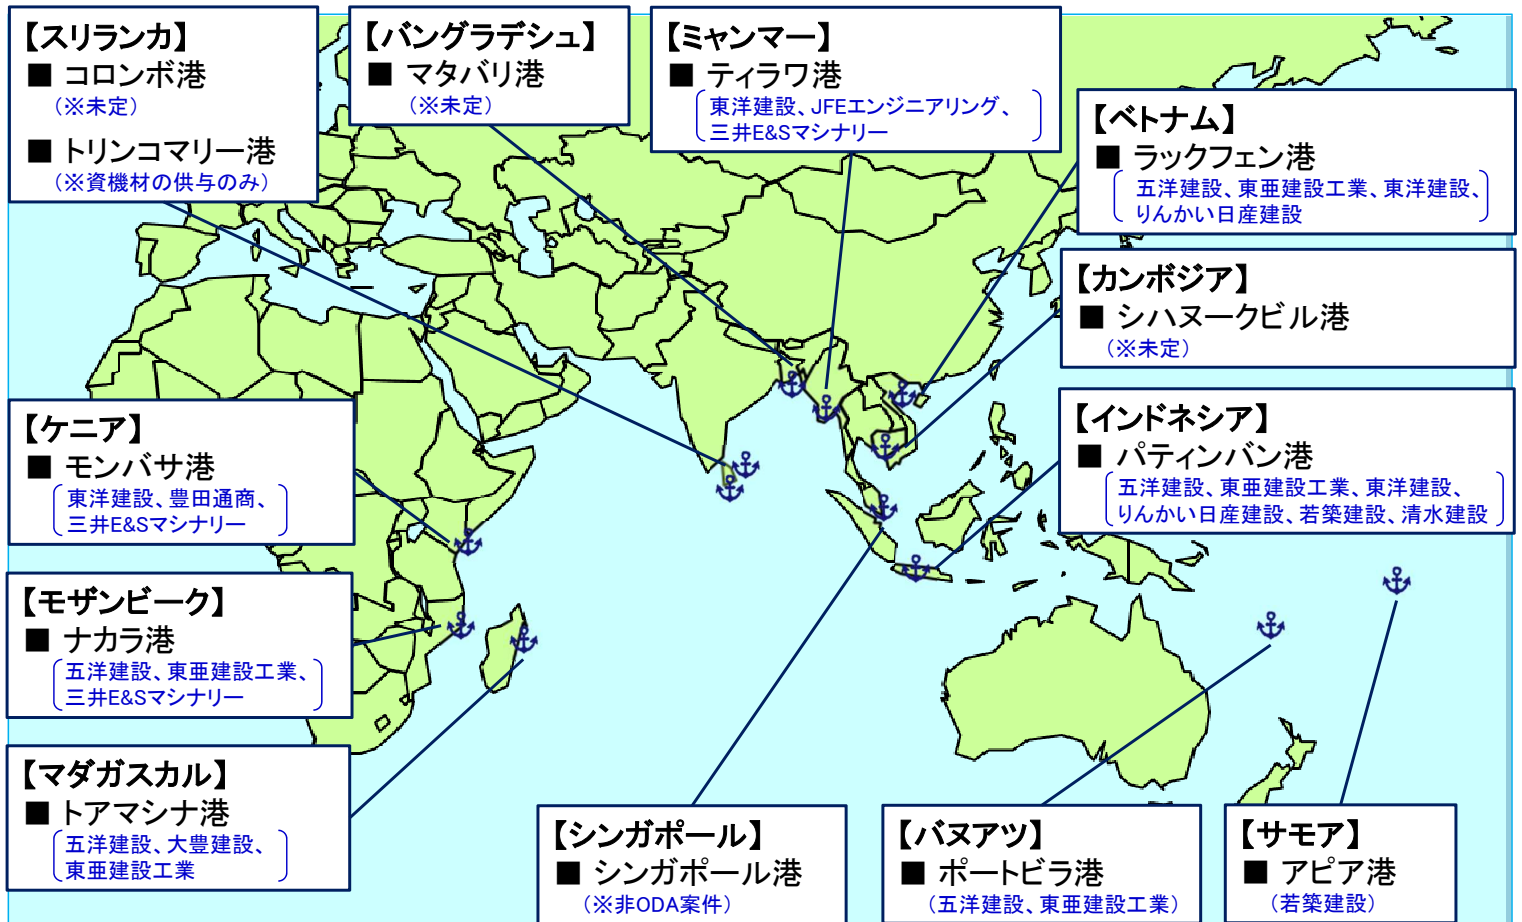 【スリランカ】
■ コロンボ港
(※未定)
■ トリンコマリー港
(※資機材の供与のみ)
【バングラデシュ】
■ マタバリ港
(※未定)
【ミャンマー】
■ ティラワ港
東洋建設、JFEエンジニアリング、
三井E&Sマシナリー
【ベトナム】
■ ラックフェン港
五洋建設、東亜建設工業、東洋建設、
りんかい日産建設
【カンボジア】
■ シハヌークビル港
(※未定)
【インドネシア】
■ パティンバン港
五洋建設、東亜建設工業、東洋建設、
りんかい日産建設、若築建設、清水建設
【ケニア】
■ モンバサ港
東洋建設、豊田通商、
三井E&Sマシナリー
【モザンビーク】
■ ナカラ港
五洋建設、東亜建設工業、
三井E&Sマシナリー
【マダガスカル】
■ トアマシナ港
五洋建設、大豊建設、
東亜建設工業
【シンガポール】
■ シンガポール港
(※非ODA案件)
【バヌアツ】
■ ポートビラ港
(五洋建設、東亜建設工業)
【サモア】
■ アピア港
(若築建設)